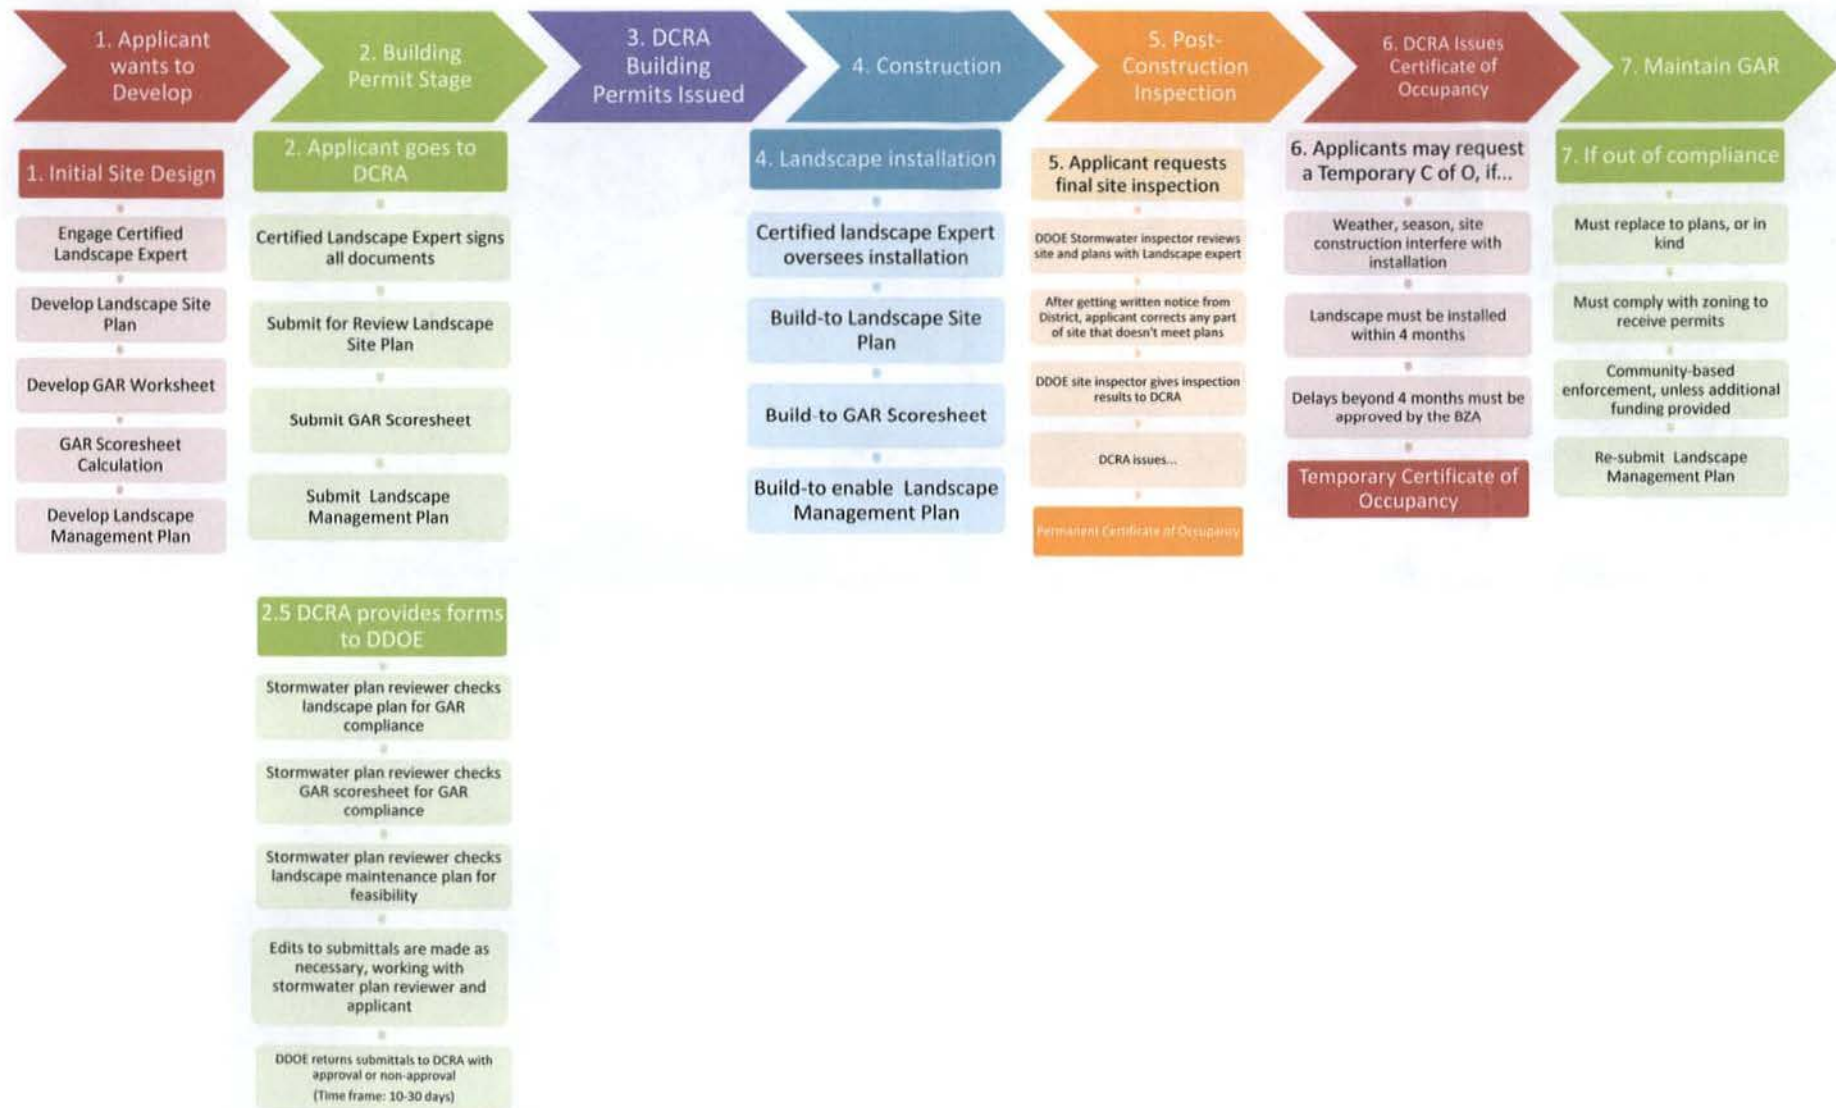 1. Applicant
wants to
Develop
2. Building
Permit Stage
3. DCRA
Building
Permits Issued
4. Construction
5. Post-
Construction
Inspection
6. DCRA Issues
Certificate of
Occupancy
7. Maintain GAR
1. Initial Site Design
Engage Certified
Landscape Expert
Develop Landscape Site
Plan
Develop GAR Worksheet
GAR Scoresheet
Calculation
Develop Landscape
Management Plan
2. Applicant goes to
DCRA
Certified Landscape Expert signs
all documents
Submit for Review Landscape
Site Plan
Submit GAR Scoresheet
Submit Landscape
Management Plan
2.5 DCRA provides forms
to DDOE
Stormwater plan reviewer checks
landscape plan for GAR
compliance
Stormwater plan reviewer checks
GAR scoresheet for GAR
compliance
Stormwater plan reviewer checks
landscape maintenance plan for
feasibility
Edits to submittals are made as
necessary, working with
stormwater plan reviewer and
applicant
DDOE returns submittals to DCRA with
approval or non-approval
(Time frame: 10-30 days)
4. Landscape installation
Certified landscape Expert
oversees installation
Build-to Landscape Site
Plan
Build-to GAR Scoresheet
Build-to enable Landscape
Management Plan
5. Applicant requests
final site inspection
DDOE Stormwater inspector reviews
site and plans with Landscape expert
After getting written notice from
District, applicant corrects any part
of site that doesn't meet plans
DDOE site inspector gives inspection
results to DCRA
DCRA issues...
Permanent Certificate of Occupancy
6. Applicants may request
a Temporary C of O, if...
Weather, season, site
construction interfere with
installation
Landscape must be installed
within 4 months
Delays beyond 4 months must be
approved by the BZA
Temporary Certificate of
Occupancy
7. If out of compliance
Must replace to plans, or in
kind
Must comply with zoning to
receive permits
Community-based
enforcement, unless additional
funding provided
Re-submit Landscape
Management Plan